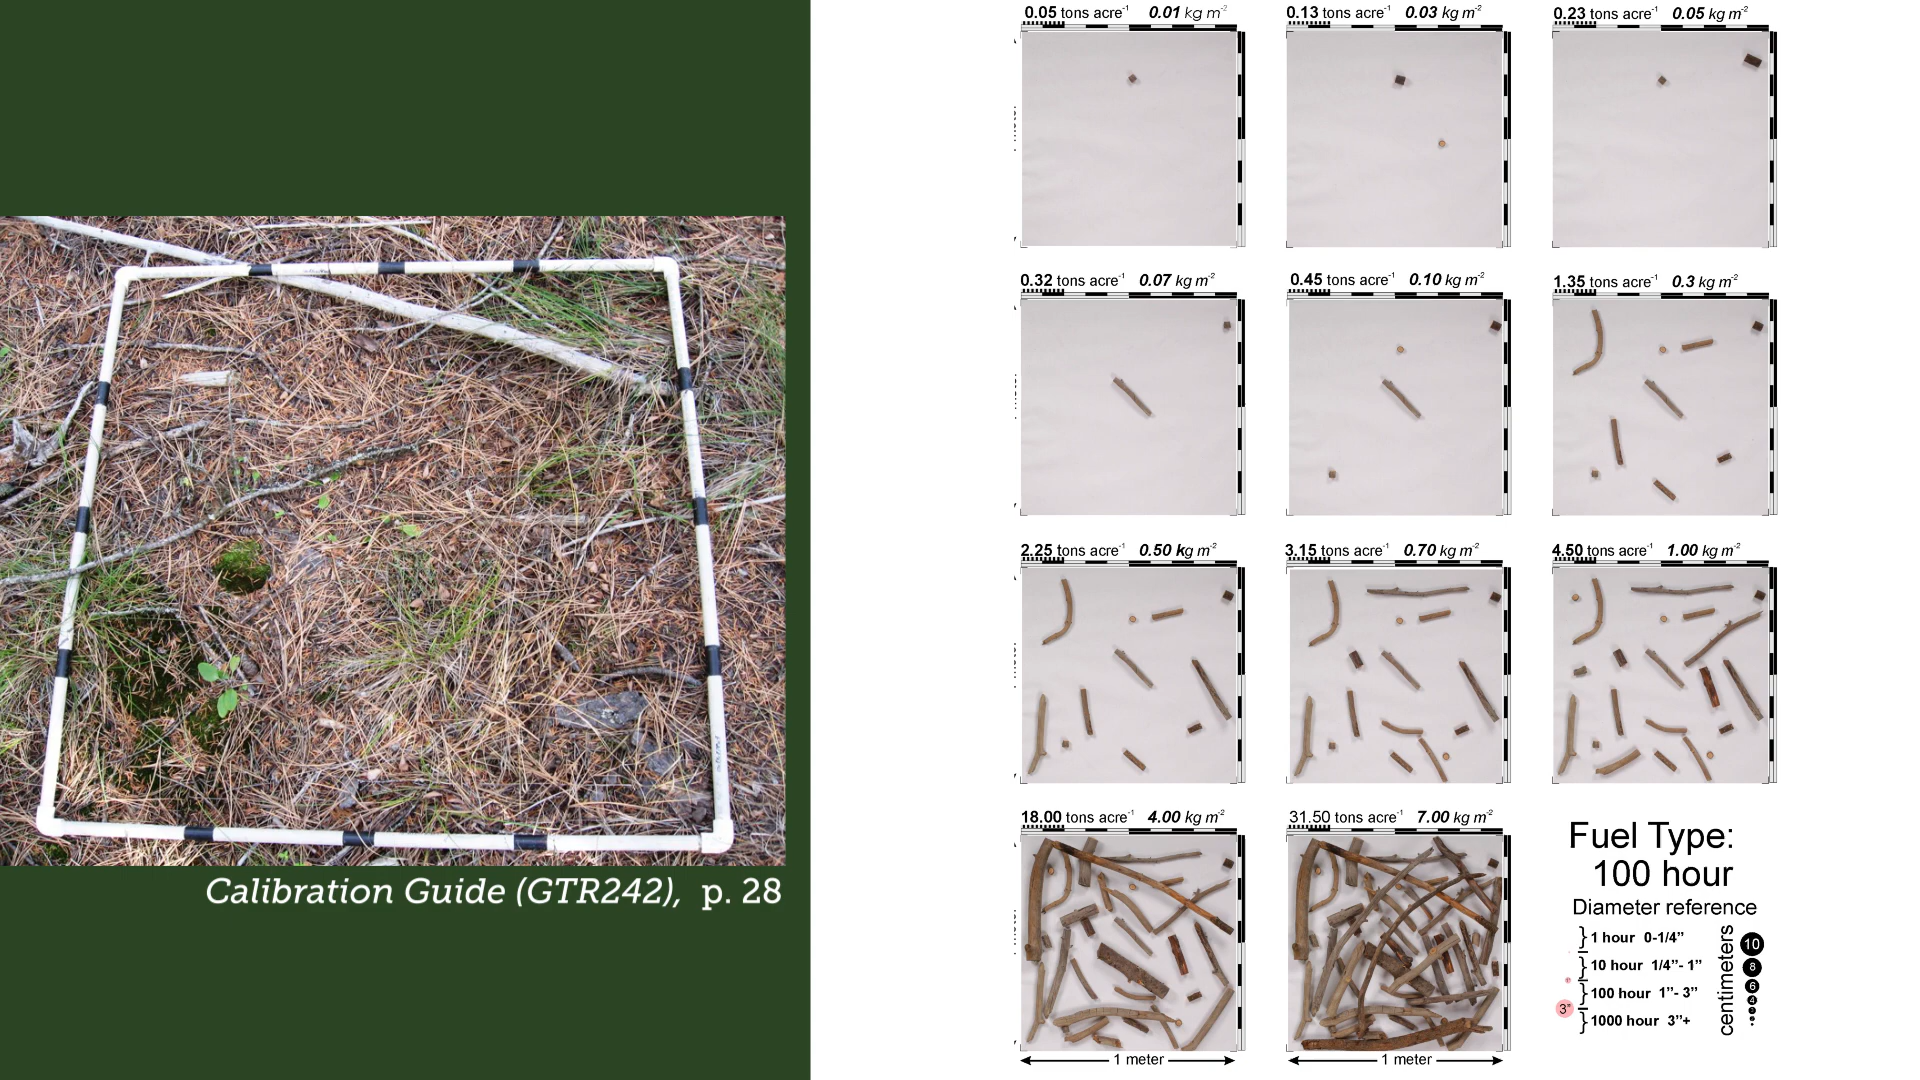 Calibration Guide (GTR242), p. 28
0.05 tons acre⁻¹ 0.01 kg m⁻²
0.13 tons acre⁻¹ 0.03 kg m⁻²
0.23 tons acre⁻¹ 0.05 kg m⁻²
0.32 tons acre⁻¹ 0.07 kg m⁻²
0.45 tons acre⁻¹ 0.10 kg m⁻²
1.35 tons acre⁻¹ 0.3 kg m⁻²
2.25 tons acre⁻¹ 0.50 kg m⁻²
3.15 tons acre⁻¹ 0.70 kg m⁻²
4.50 tons acre⁻¹ 1.00 kg m⁻²
18.00 tons acre⁻¹ 4.00 kg m⁻²
31.50 tons acre⁻¹ 7.00 kg m⁻²
1 meter
1 meter
Fuel Type:
100 hour
Diameter reference
1 hour 0-1/4"
10 hour 1/4"- 1"
100 hour 1"- 3"
1000 hour 3"+
3"
centimeters
10
8
6
4